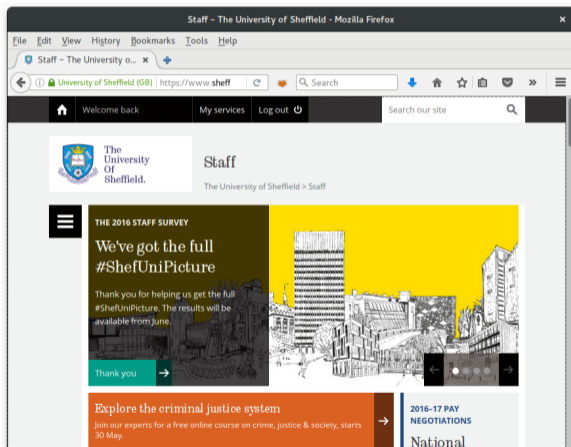 Staff – The University of Sheffield - Mozilla Firefox
File Edit View History Bookmarks Tools Help
Staff – The University o...
University of Sheffield (GB) https://www.sheff Search
Welcome back My services Log out Search our site
The
University
Of
Sheffield.
Staff
The University of Sheffield > Staff
THE 2016 STAFF SURVEY
We've got the full
#ShefUniPicture
Thank you for helping us get the full
#ShefUniPicture. The results will be
available from June.
Thank you
Explore the criminal justice system
Join our experts for a free online course on crime, justice & society, starts
30 May.
2016–17 PAY
NEGOTIATIONS
National